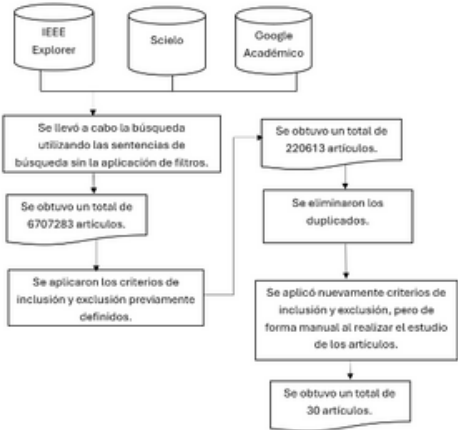 IEEE
Explorer
Scielo
Google
Académico
Se llevó a cabo la búsqueda
utilizando las sentencias de
búsqueda sin la aplicación de filtros.
Se obtuvo un total de
6707283 artículos.
Se aplicaron los criterios de
inclusión y exclusión previamente
definidos.
Se obtuvo un total de
220613 artículos.
Se eliminaron los
duplicados.
Se aplicó nuevamente criterios de
inclusión y exclusión, pero de
forma manual al realizar el estudio
de los artículos.
Se obtuvo un total de
30 artículos.